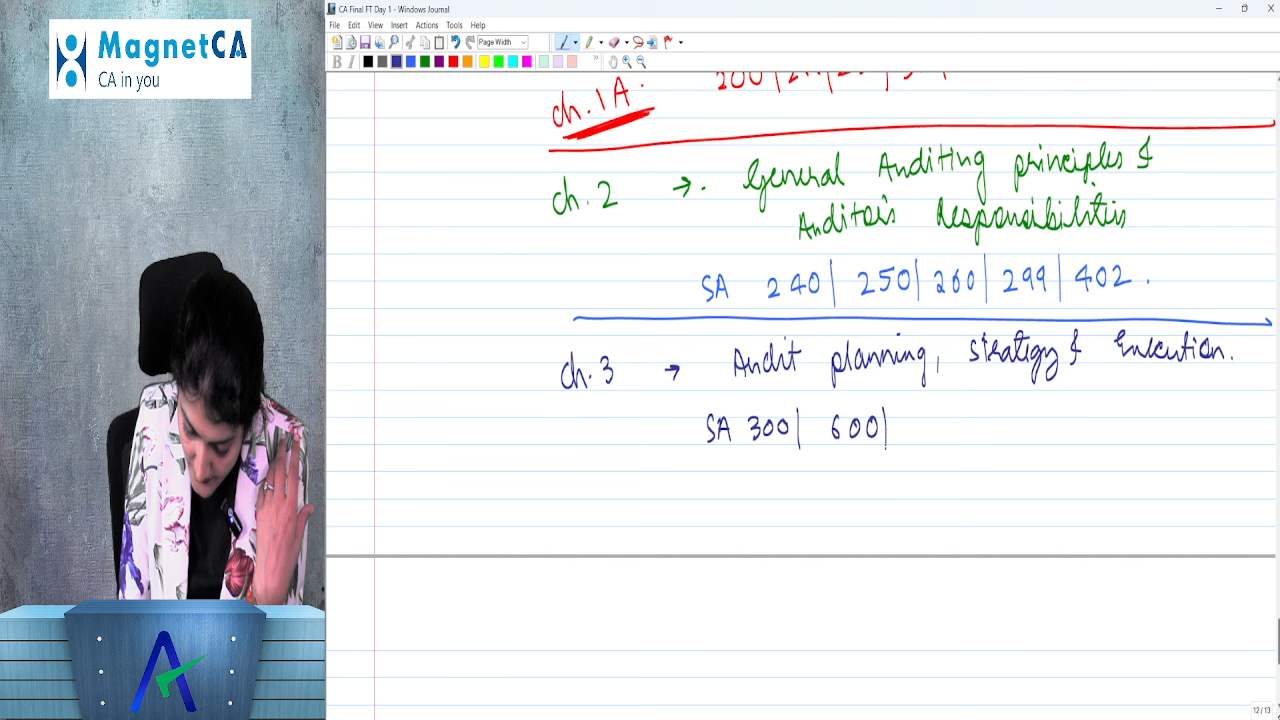 CA Final FT Day 1 - Windows Journal
File Edit View Insert Actions Tools Help
Page Width
B I
MagnetCA
CA in you
ch. 1 A.
ch. 2 →. General Auditing principles &
Auditor's Responsibilities
SA 240 | 250 | 260 | 299 | 402.
ch. 3 → Audit planning, strategy & Execution.
SA 300 | 600 |
12/13